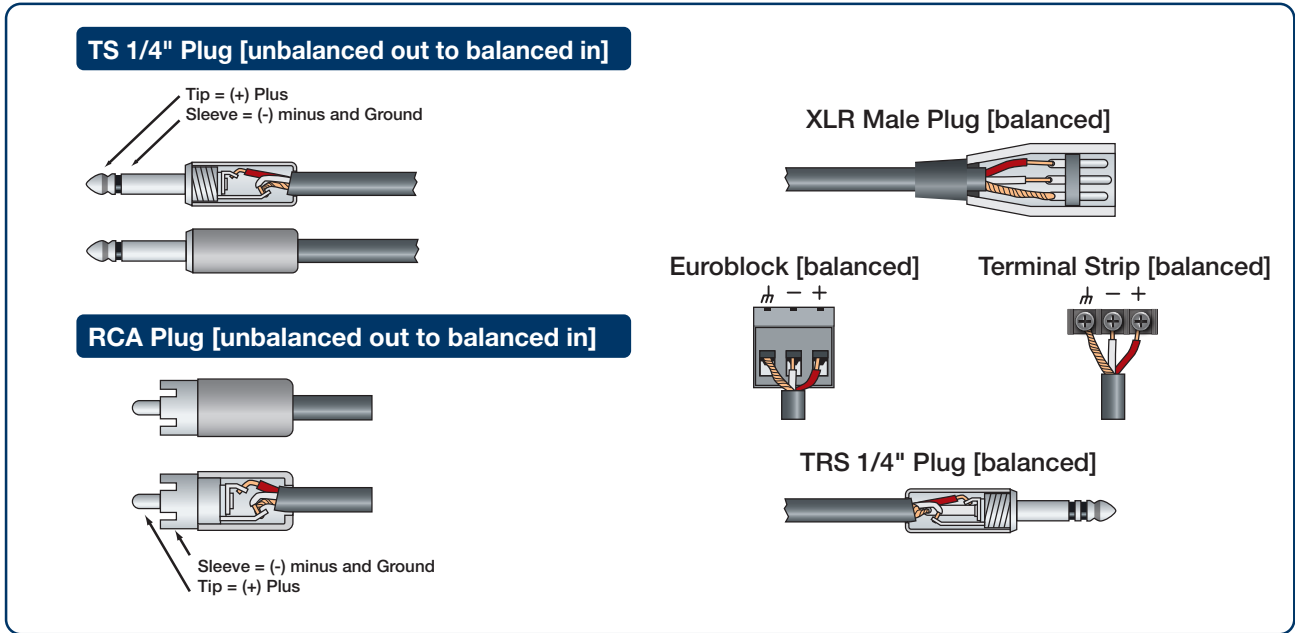 TS 1/4" Plug [unbalanced out to balanced in]
Tip = (+) Plus
Sleeve = (-) minus and Ground
RCA Plug [unbalanced out to balanced in]
Sleeve = (-) minus and Ground
Tip = (+) Plus
XLR Male Plug [balanced]
Euroblock [balanced]
− +
Terminal Strip [balanced]
− +
TRS 1/4" Plug [balanced]